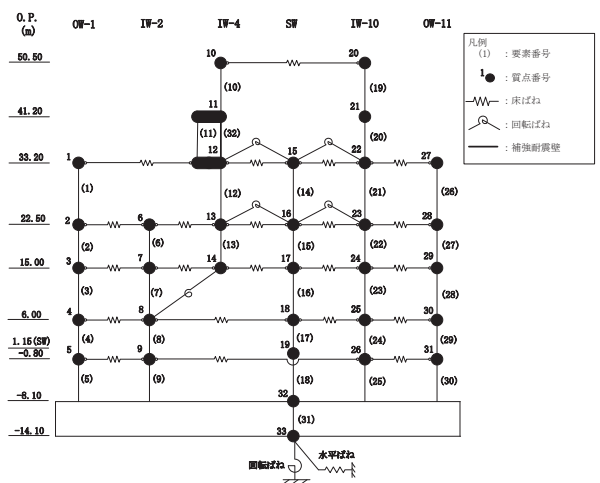 O.P.
(m)
OW-1 IW-2 IW-4 SW IW-10 OW-11
凡例
(1) : 要素番号
1 : 質点番号
: 床ばね
: 回転ばね
: 補強耐震壁
50.50 10 20
(10) (19)
41.20 11 21
(11) (32) (20)
33.20 1 12 15 22 27
(1) (12) (14) (21) (26)
22.50 2 6 13 16 23 28
(2) (6) (13) (15) (22) (27)
15.00 3 7 14 17 24 29
(3) (7) (16) (23) (28)
6.00 4 8 18 25 30
(4) (8) (17) (24) (29)
1.15(SW) 19
-0.80 5 9 26 31
(5) (9) (18) (25) (30)
-8.10 32
(31)
-14.10 33
水平ばね
回転ばね